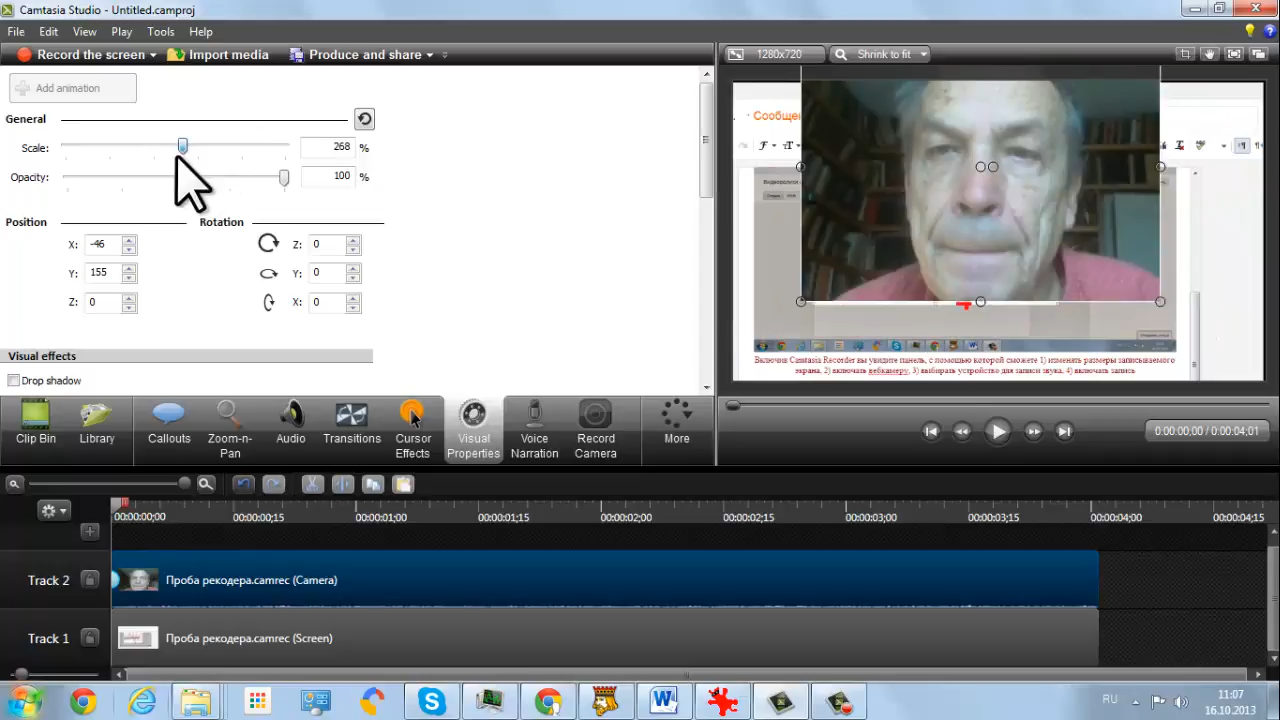 Camtasia Studio - Untitled.camproj
File Edit View Play Tools Help
Record the screen Import media Produce and share
1280x720 Shrink to fit
Add animation
General
Scale: 268 %
Opacity: 100 %
Position Rotation
X: -46 Z: 0
Y: 155 Y: 0
Z: 0 X: 0
Visual effects
Drop shadow
Сообщен
Включив Camtasia Recorder вы увидите панель, с помощью которой сможете 1) изменять размеры записываемого
экрана. 2) включать вебкамеру, 3) выбирать устройство для записи звука. 4) включать запись
Clip Bin Library Callouts Zoom-n-Pan Audio Transitions Cursor Effects Visual Properties Voice Narration Record Camera More
0:00:00;00 / 0:00:04;01
00:00:00;00 00:00:00;15 00:00:01;00 00:00:01;15 00:00:02;00 00:00:02;15 00:00:03;00 00:00:03;15 00:00:04;00 00:00:04;15
Track 2 Проба рекодера.camrec (Camera)
Track 1 Проба рекодера.camrec (Screen)
RU 11:07
16.10.2013